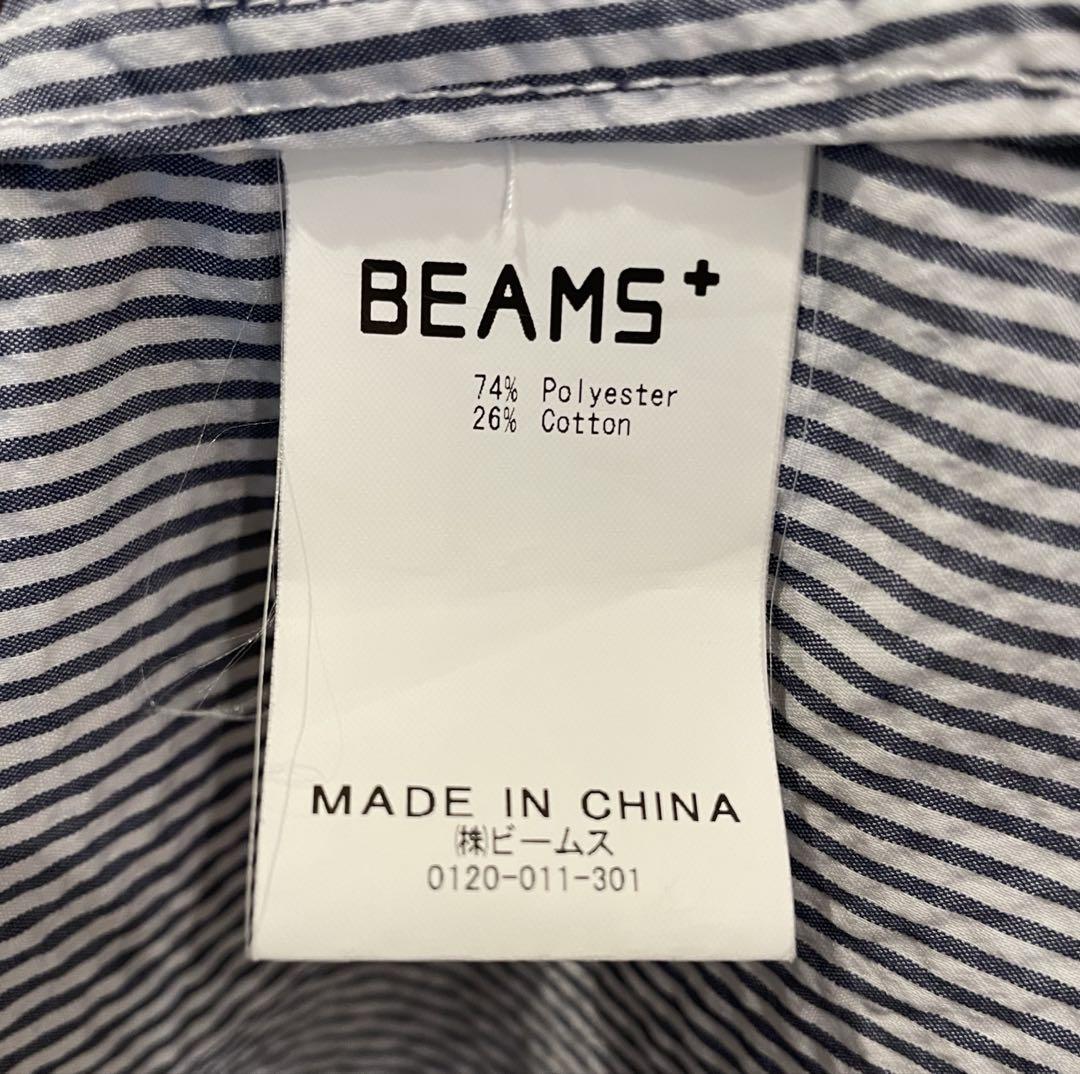 BEAMS+
74% Polyester
26% Cotton
MADE IN CHINA
㈱ビームス
0120-011-301